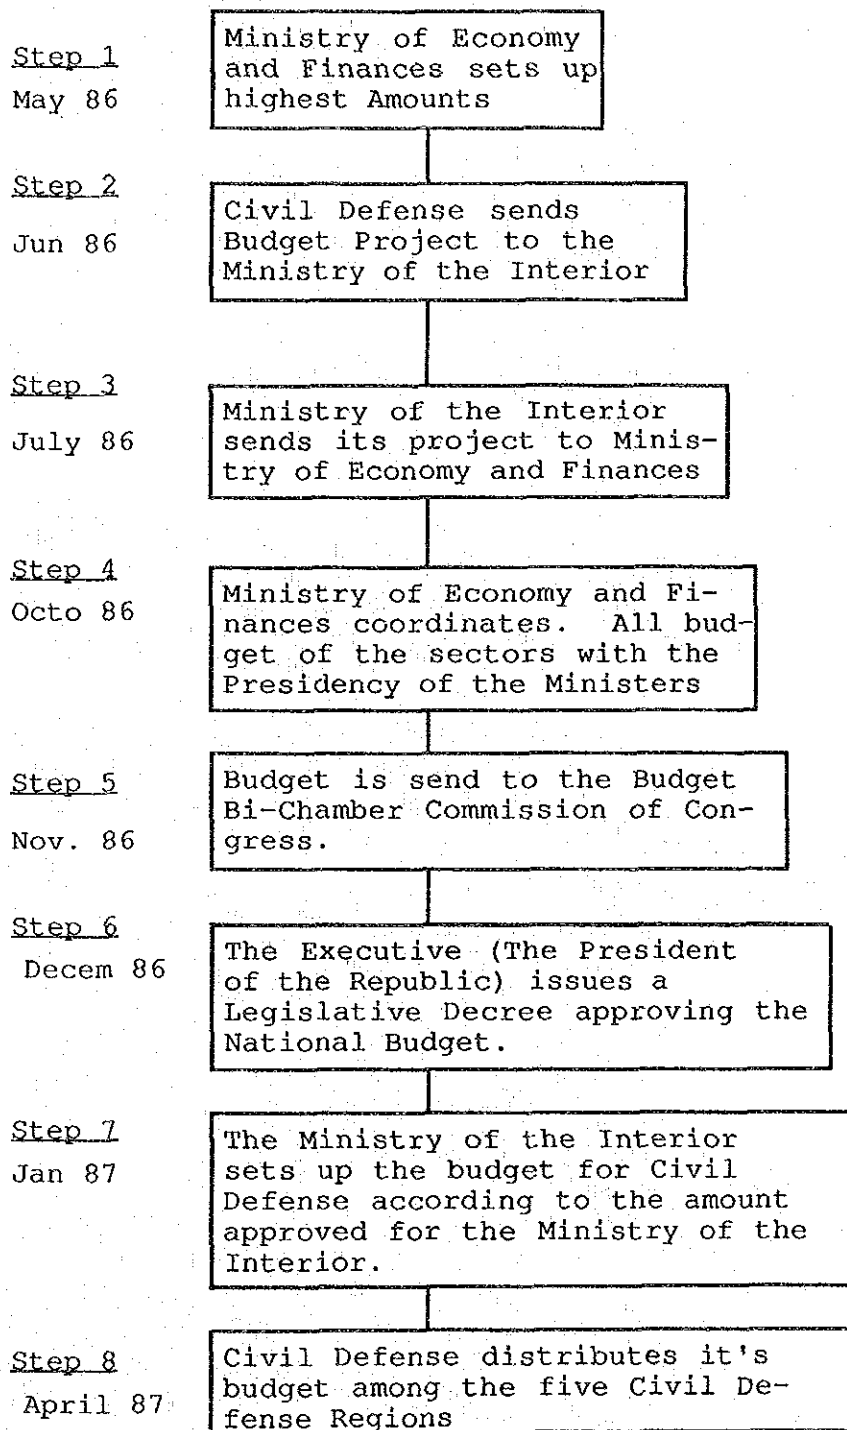 Step 1
May 86
Ministry of Economy
and Finances sets up
highest Amounts
Step 2
Jun 86
Civil Defense sends
Budget Project to the
Ministry of the Interior
Step 3
July 86
Ministry of the Interior
sends its project to Minis-
try of Economy and Finances
Step 4
Octo 86
Ministry of Economy and Fi-
nances coordinates. All bud-
get of the sectors with the
Presidency of the Ministers
Step 5
Nov. 86
Budget is send to the Budget
Bi-Chamber Commission of Con-
gress.
Step 6
Decem 86
The Executive (The President
of the Republic) issues a
Legislative Decree approving the
National Budget.
Step 7
Jan 87
The Ministry of the Interior
sets up the budget for Civil
Defense according to the amount
approved for the Ministry of the
Interior.
Step 8
April 87
Civil Defense distributes it's
budget among the five Civil De-
fense Regions